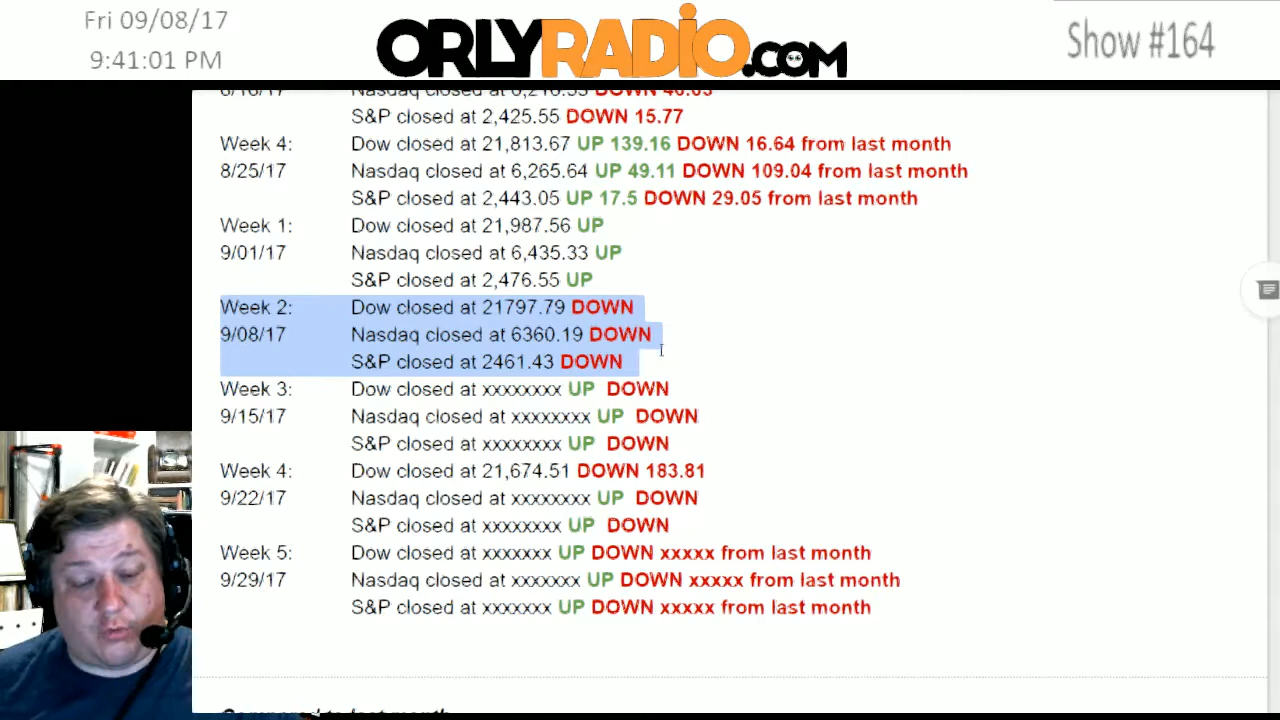 Fri 09/08/17
9:41:01 PM
ORLYRADIO.COM
Show #164
S&P closed at 2,425.55 DOWN 15.77
Week 4: Dow closed at 21,813.67 UP 139.16 DOWN 16.64 from last month
8/25/17 Nasdaq closed at 6,265.64 UP 49.11 DOWN 109.04 from last month
S&P closed at 2,443.05 UP 17.5 DOWN 29.05 from last month
Week 1: Dow closed at 21,987.56 UP
9/01/17 Nasdaq closed at 6,435.33 UP
S&P closed at 2,476.55 UP
Week 2: Dow closed at 21797.79 DOWN
9/08/17 Nasdaq closed at 6360.19 DOWN
S&P closed at 2461.43 DOWN
Week 3: Dow closed at xxxxxxxx UP DOWN
9/15/17 Nasdaq closed at xxxxxxxx UP DOWN
S&P closed at xxxxxxxx UP DOWN
Week 4: Dow closed at 21,674.51 DOWN 183.81
9/22/17 Nasdaq closed at xxxxxxxx UP DOWN
S&P closed at xxxxxxxx UP DOWN
Week 5: Dow closed at xxxxxxx UP DOWN xxxxx from last month
9/29/17 Nasdaq closed at xxxxxxx UP DOWN xxxxx from last month
S&P closed at xxxxxxx UP DOWN xxxxx from last month